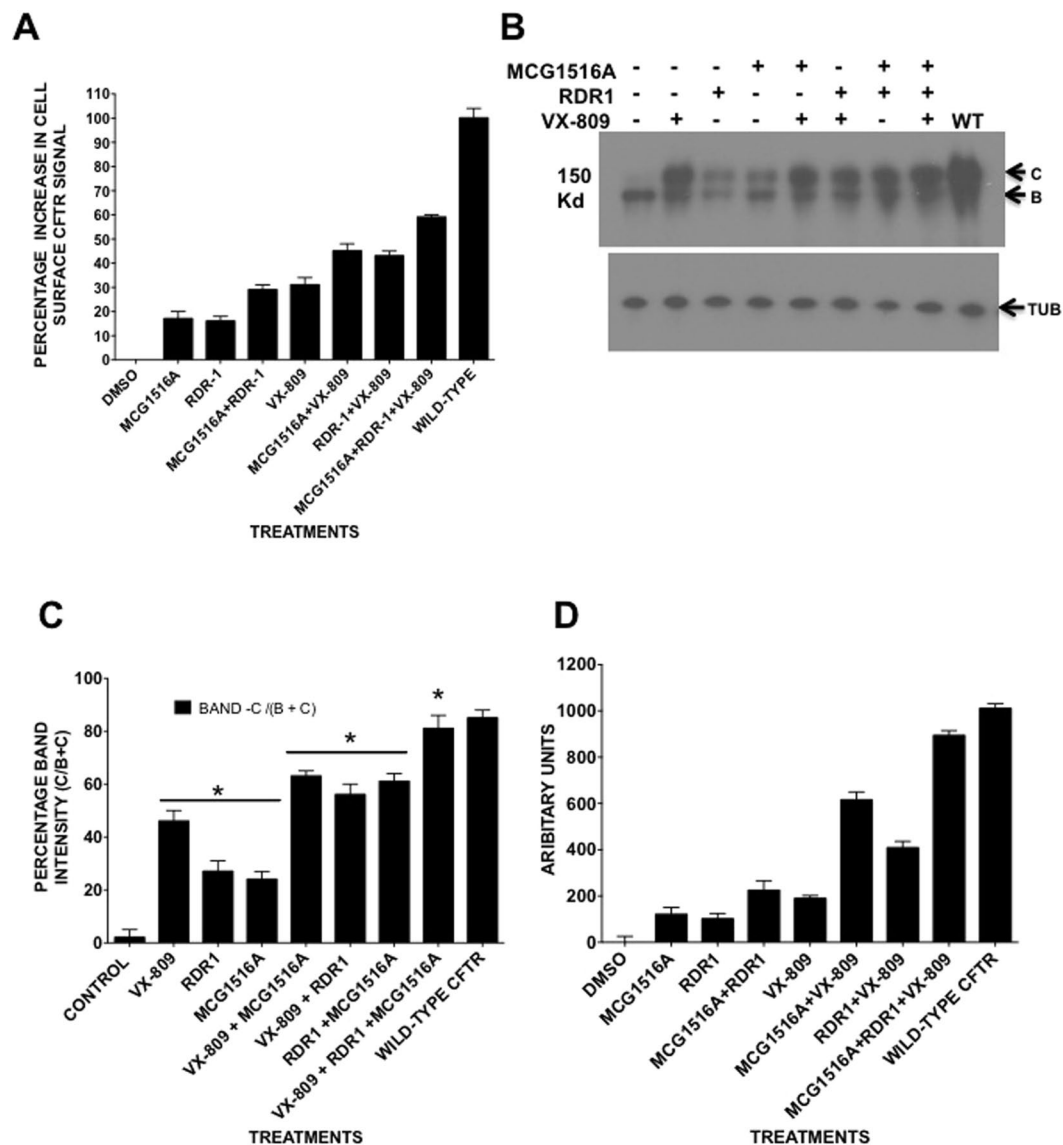 A
PERCENTAGE INCREASE IN CELL
SURFACE CFTR SIGNAL
110
100
90
80
70
60
50
40
30
20
10
0
DMSO
MCG1516A
RDR-1
MCG1516A+RDR-1
VX-809
MCG1516A+VX-809
RDR-1+VX-809
MCG1516A+RDR-1+VX-809
WILD-TYPE
TREATMENTS
B
MCG1516A - - - + + - + +
RDR1 - - + - - + + +
VX-809 - + - - + + - + WT
150
Kd
C
B
TUB
C
PERCENTAGE BAND
INTENSITY (C/B+C)
100
80
60
40
20
0
BAND -C /(B + C)
*
*
*
CONTROL
VX-809
RDR1
MCG1516A
VX-809 + MCG1516A
VX-809 + RDR1
RDR1 +MCG1516A
VX-809 + RDR1 +MCG1516A
WILD-TYPE CFTR
TREATMENTS
D
ARIBITARY UNITS
1200
1000
800
600
400
200
0
DMSO
MCG1516A
RDR1
MCG1516A+RDR1
VX-809
MCG1516A+VX-809
RDR1+VX-809
MCG1516A+RDR1+VX-809
WILD-TYPE CFTR
TREATMENTS